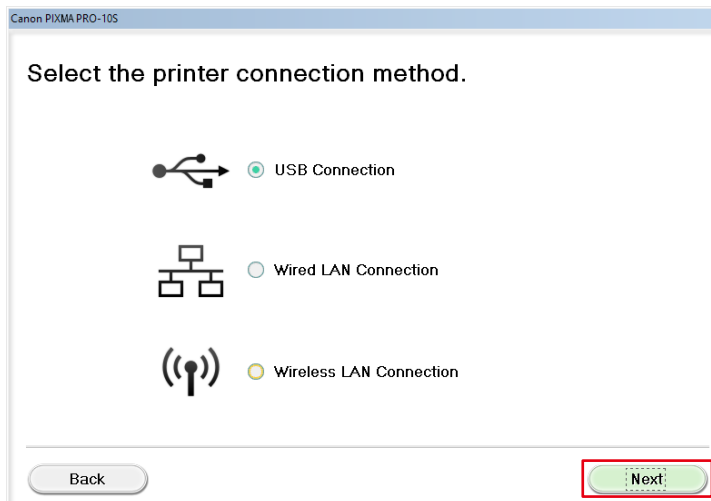 Canon PIXMA PRO-10S
Select the printer connection method.
USB Connection
Wired LAN Connection
Wireless LAN Connection
Back
Next